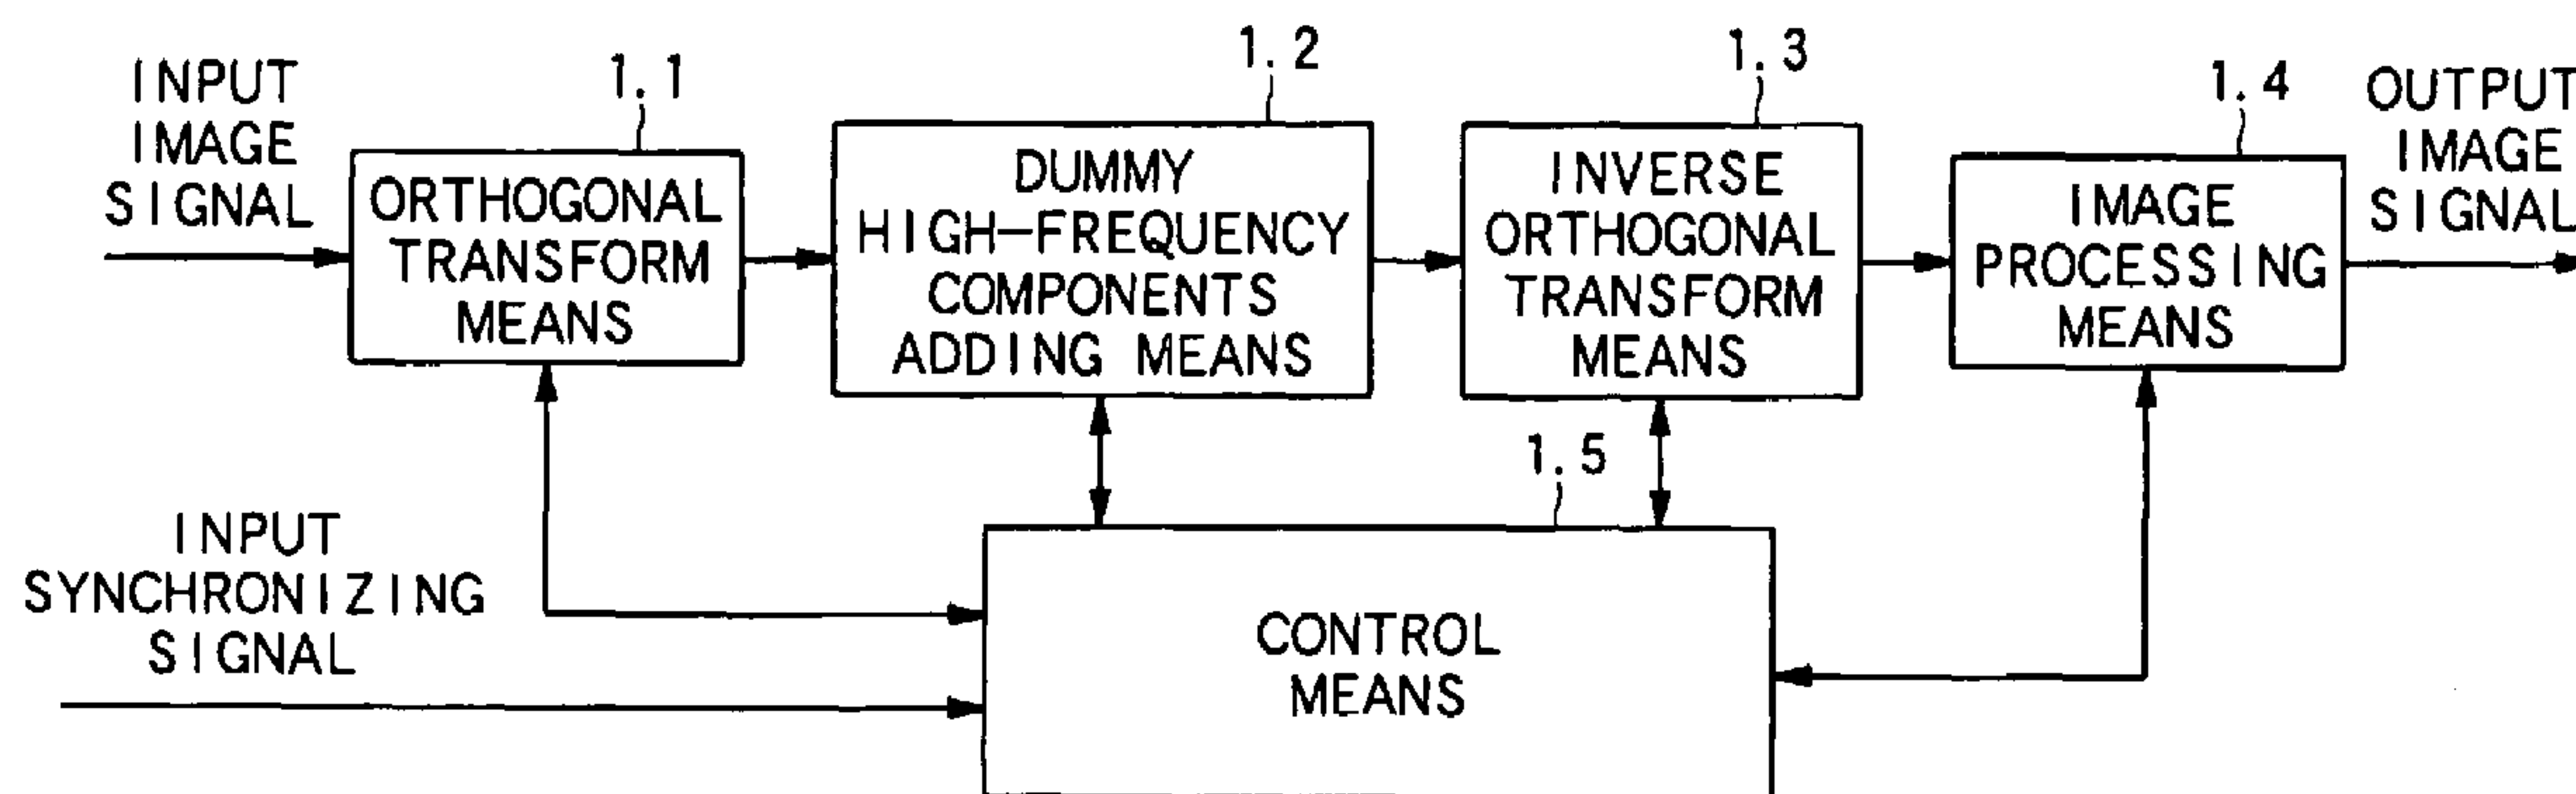 INPUT
IMAGE
SIGNAL
1.1
ORTHOGONAL
TRANSFORM
MEANS
1.2
DUMMY
HIGH-FREQUENCY
COMPONENTS
ADDING MEANS
1.3
INVERSE
ORTHOGONAL
TRANSFORM
MEANS
1.4
IMAGE
PROCESSING
MEANS
OUTPUT
IMAGE
SIGNAL
INPUT
SYNCHRONIZING
SIGNAL
1.5
CONTROL
MEANS